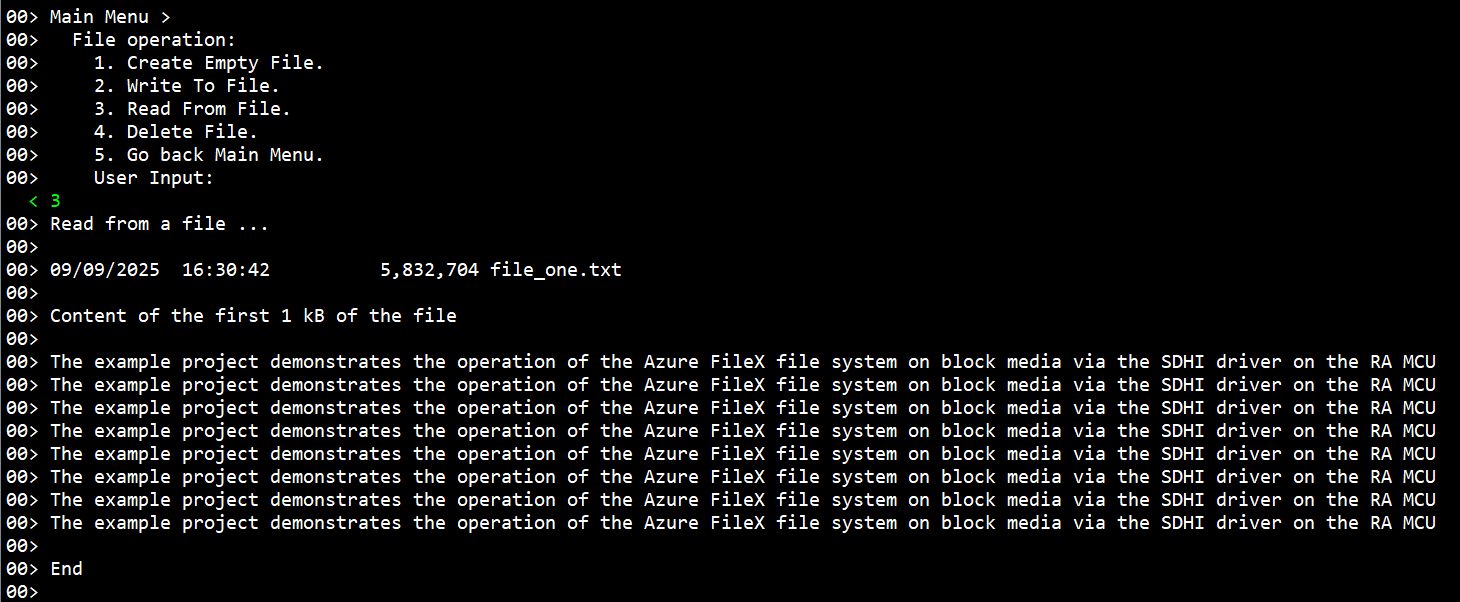 00> Main Menu >
00>   File operation:
00>     1. Create Empty File.
00>     2. Write To File.
00>     3. Read From File.
00>     4. Delete File.
00>     5. Go back Main Menu.
00>     User Input:
  < 3
00> Read from a file ...
00>
00> 09/09/2025  16:30:42          5,832,704 file_one.txt
00>
00> Content of the first 1 kB of the file
00>
00> The example project demonstrates the operation of the Azure FileX file system on block media via the SDHI driver on the RA MCU
00> The example project demonstrates the operation of the Azure FileX file system on block media via the SDHI driver on the RA MCU
00> The example project demonstrates the operation of the Azure FileX file system on block media via the SDHI driver on the RA MCU
00> The example project demonstrates the operation of the Azure FileX file system on block media via the SDHI driver on the RA MCU
00> The example project demonstrates the operation of the Azure FileX file system on block media via the SDHI driver on the RA MCU
00> The example project demonstrates the operation of the Azure FileX file system on block media via the SDHI driver on the RA MCU
00> The example project demonstrates the operation of the Azure FileX file system on block media via the SDHI driver on the RA MCU
00> The example project demonstrates the operation of the Azure FileX file system on block media via the SDHI driver on the RA MCU
00>
00> End
00>